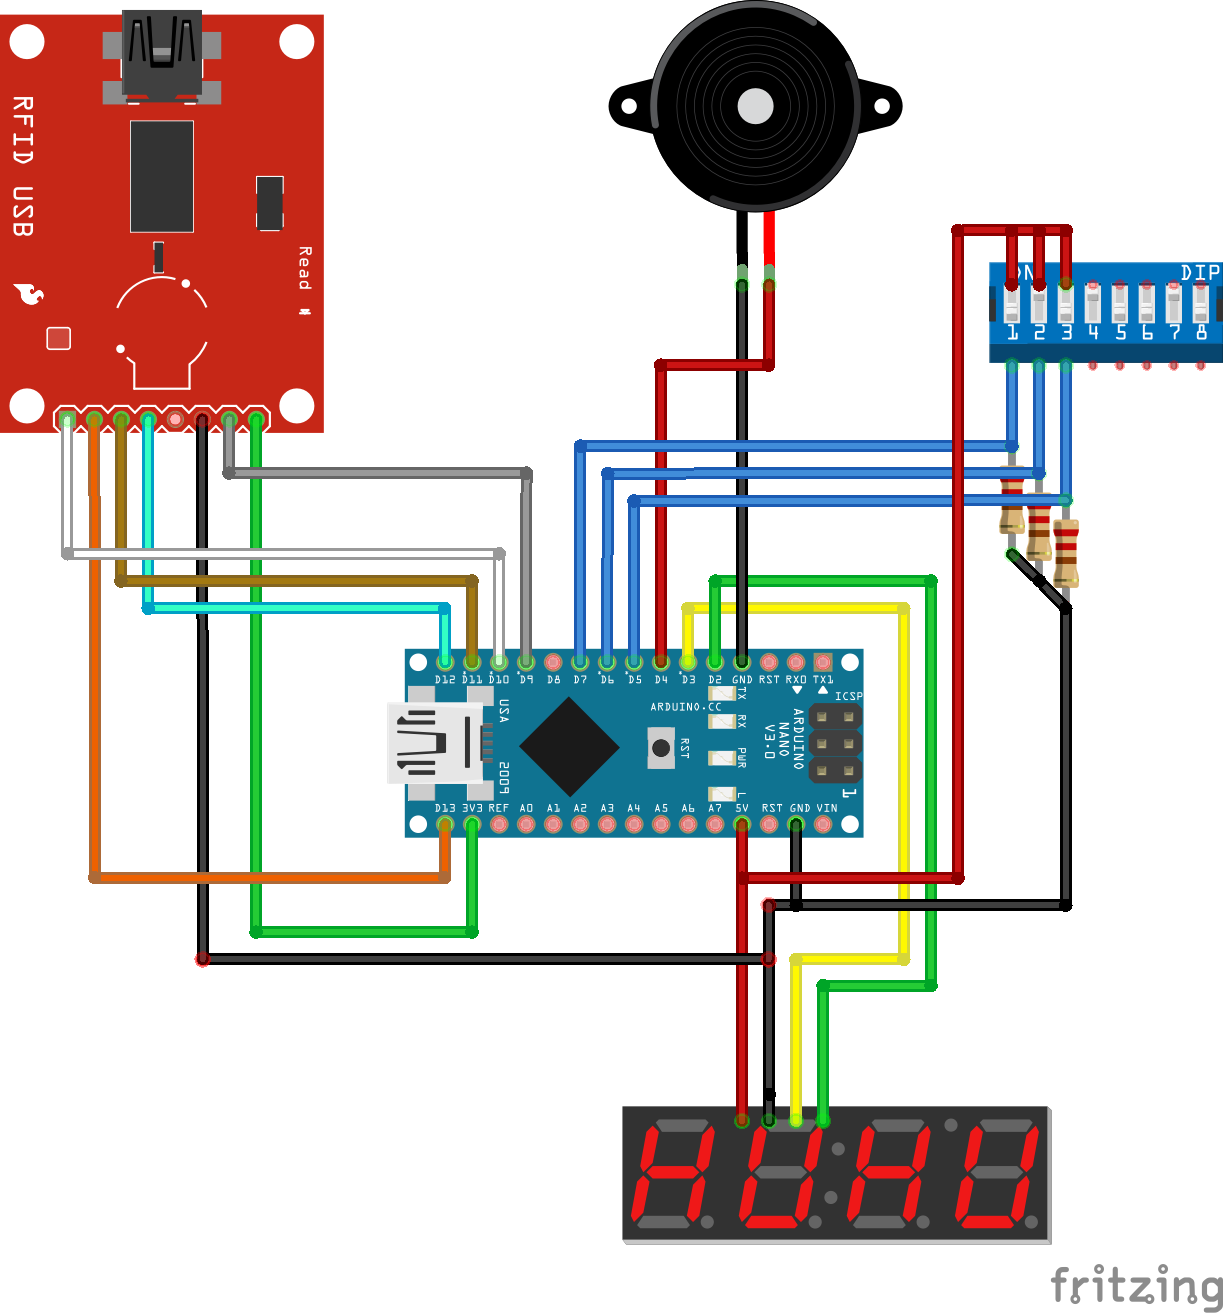 RFID USB
Read
ON
DIP
1 2 3 4 5 6 7 8
D12 D11 D10 D9 D8 D7 D6 D5 D4 D3 D2 GND RST RX0 TX1
ICSP
USA
2009
ARDUINO.CC
RST
TX
RX
PWR
L
ARDUINO
NANO
V3.0
1
D13 3V3 REF A0 A1 A2 A3 A4 A5 A6 A7 5V RST GND VIN
fritzing